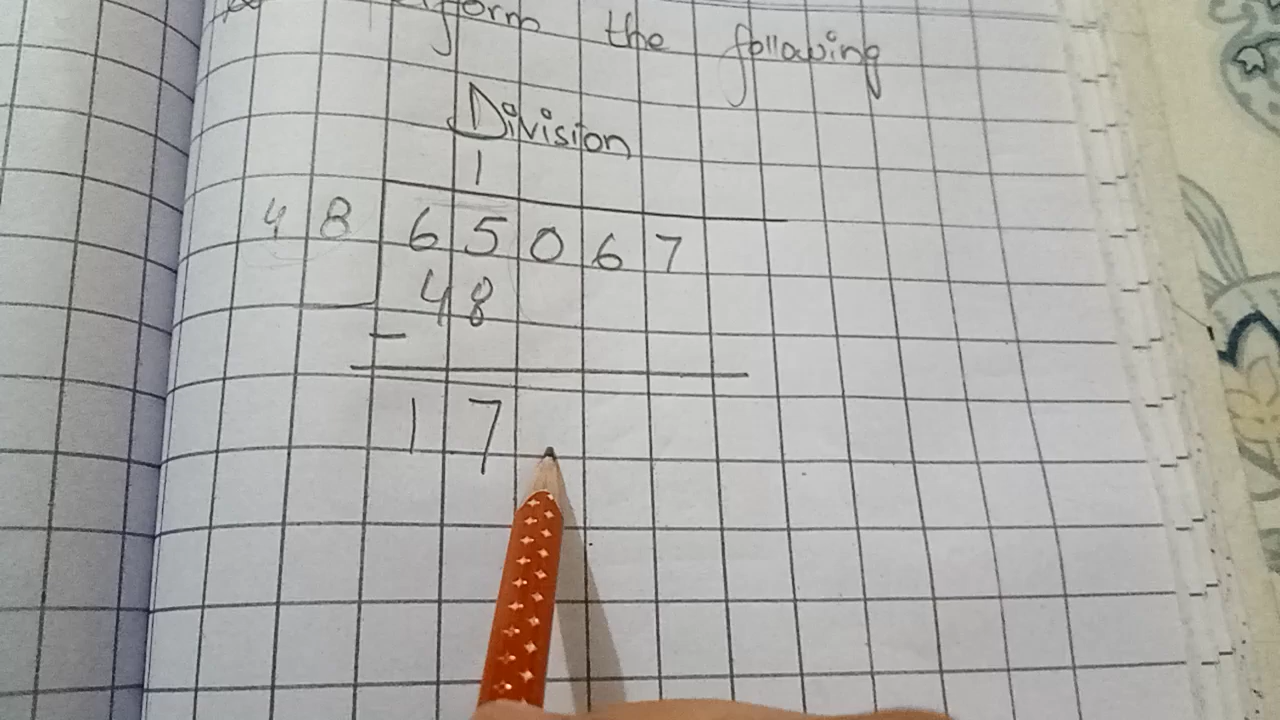 the following
Division
1
48 65067
48
-
17